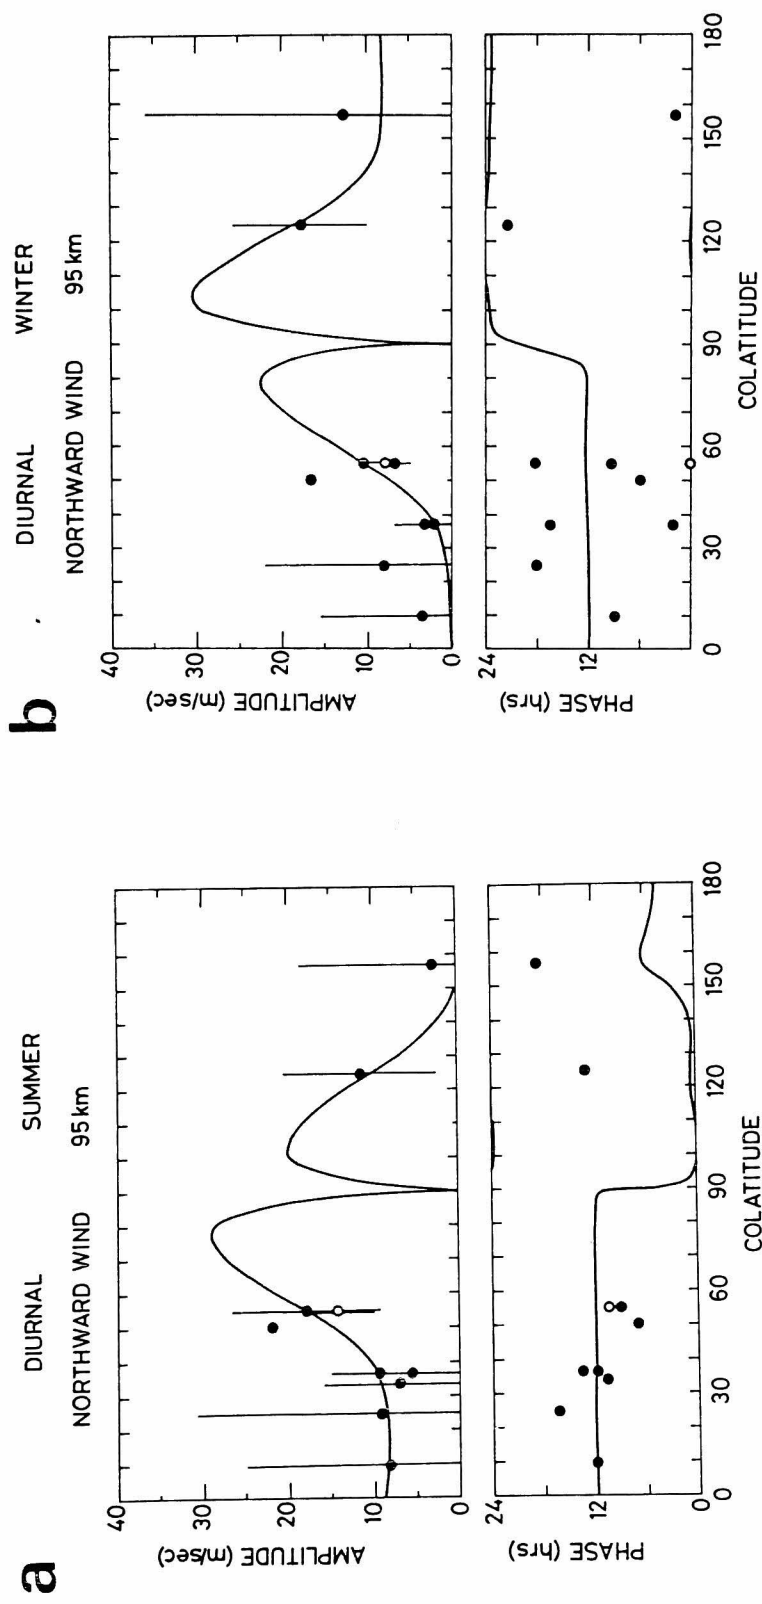 a
DIURNAL SUMMER
NORTHWARD WIND 95 km
AMPLITUDE (m/sec)
40
30
20
10
0
PHASE (hrs)
24
12
0
0 30 60 90 120 150 180
COLATITUDE
b
DIURNAL WINTER
NORTHWARD WIND 95 km
AMPLITUDE (m/sec)
40
30
20
10
0
PHASE (hrs)
24
12
0 30 60 90 120 150 180
COLATITUDE